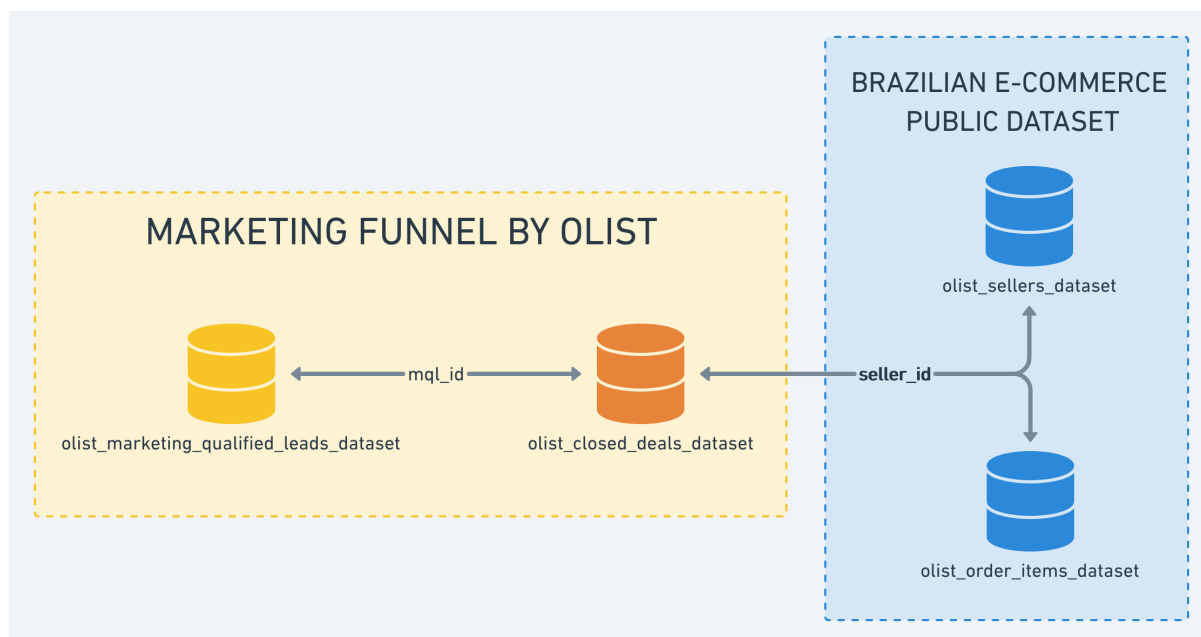 BRAZILIAN E-COMMERCE
PUBLIC DATASET
olist_sellers_dataset
MARKETING FUNNEL BY OLIST
mql_id
seller_id
olist_marketing_qualified_leads_dataset
olist_closed_deals_dataset
olist_order_items_dataset